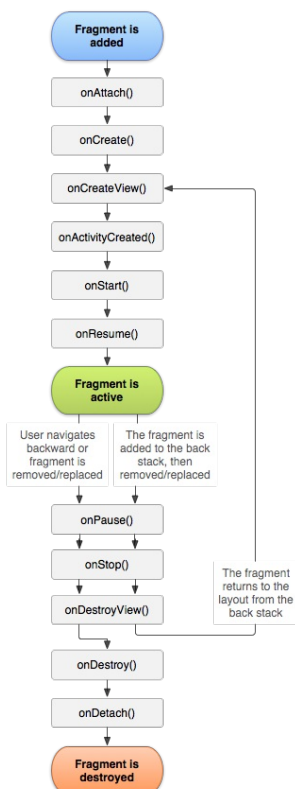 Fragment is
added
onAttach()
onCreate()
onCreateView()
onActivityCreated()
onStart()
onResume()
Fragment is
active
User navigates
backward or
fragment is
removed/replaced
The fragment is
added to the back
stack, then
removed/replaced
onPause()
onStop()
onDestroyView()
The fragment
returns to the
layout from the
back stack
onDestroy()
onDetach()
Fragment is
destroyed